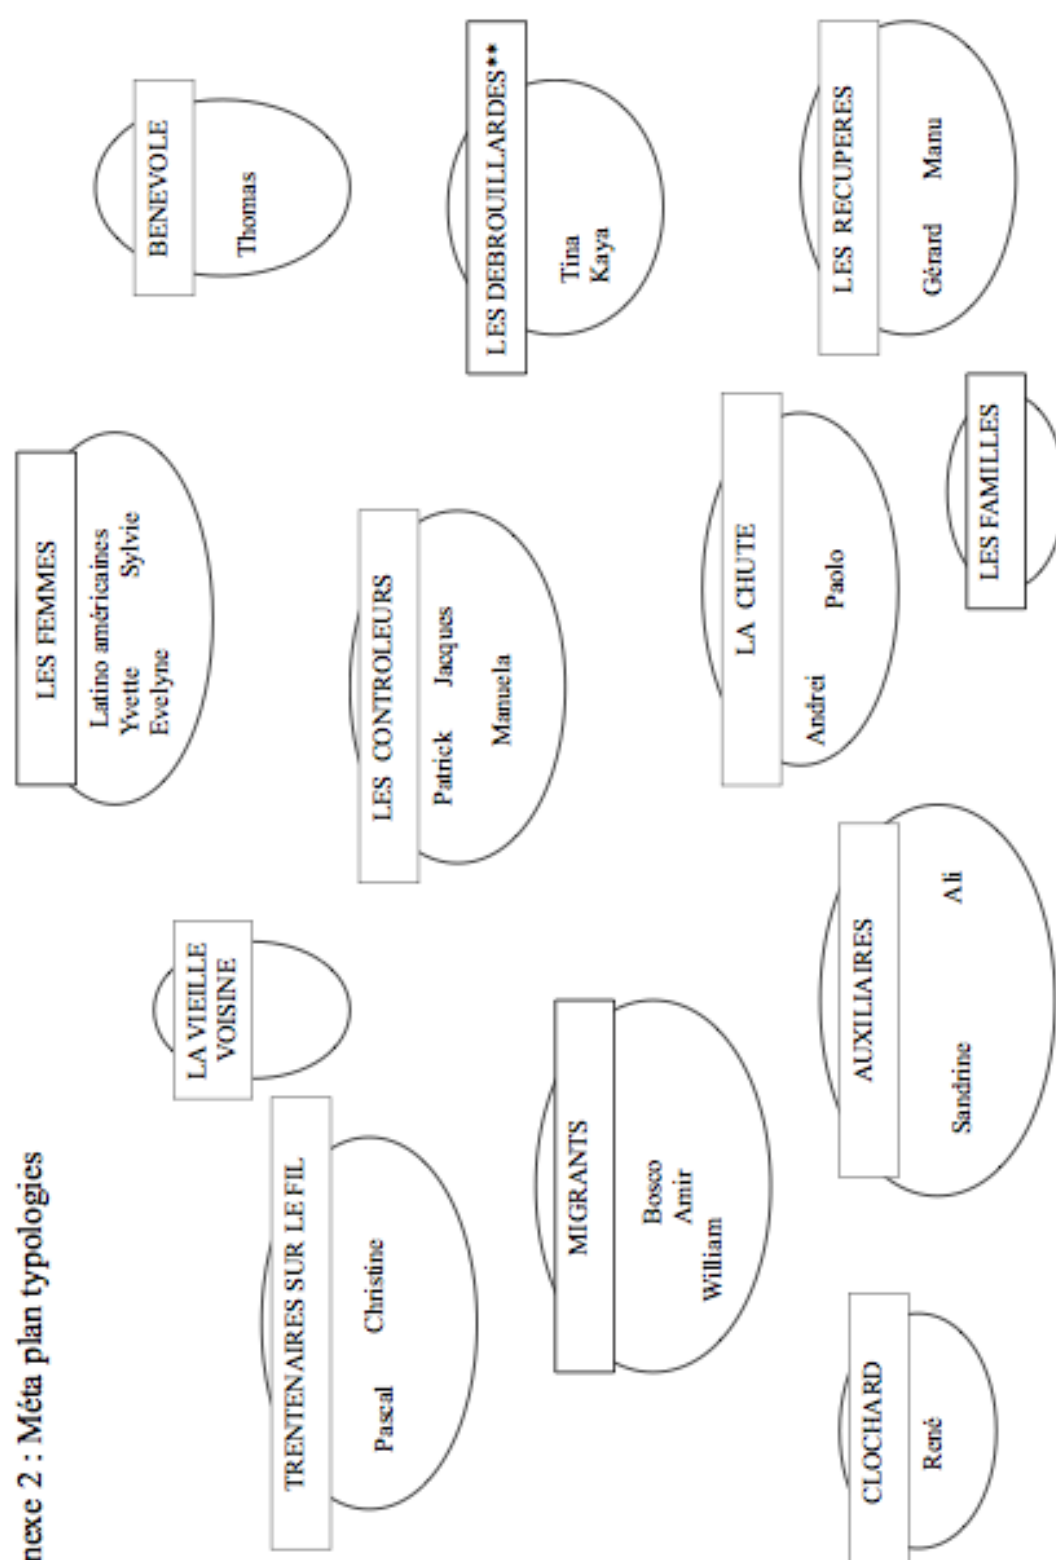 nexe 2 : Méta plan typologies
LA VIEILLE
VOISINE
LES FEMMES
Latino américaines
Yvette Sylvie
Evelyne
BENEVOLE
Thomas
TRENTENAIRES SUR LE FIL
Pascal Christine
LES CONTROLEURS
Patrick Jacques
Manuela
LES DEBROUILLARDES**
Tina
Kaya
MIGRANTS
Bosco
Amir
William
LA CHUTE
Andrei
Paolo
LES RECUPERES
Gérard Manu
CLOCHARD
René
AUXILIAIRES
Sandrine Ali
LES FAMILLES